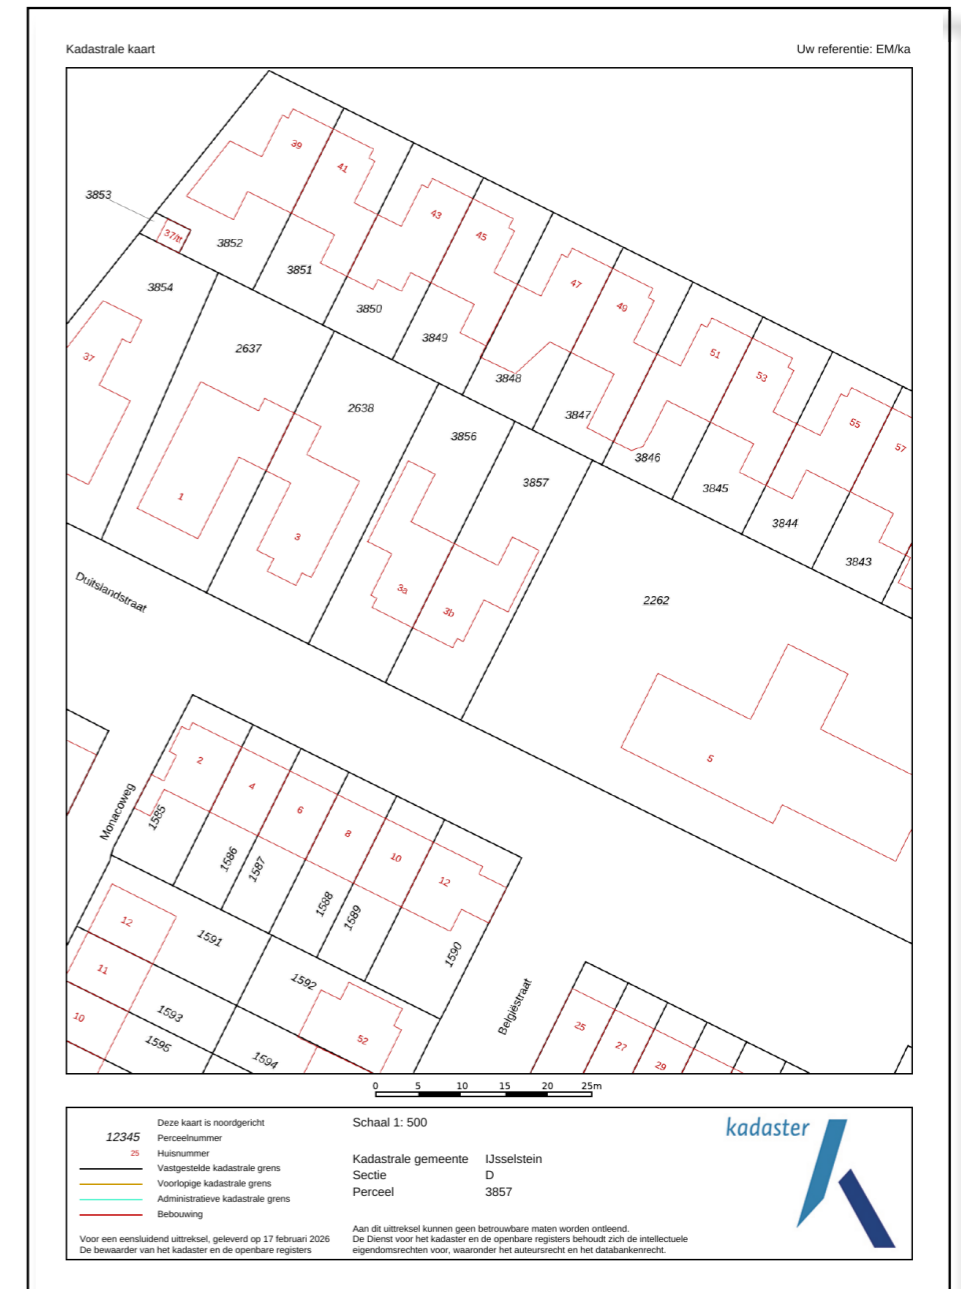 Kadastrale kaart
Uw referentie: EM/ka
39
41
3853
43
37/tt
3852
45
3851
47
3854
49
3850
3849
2637
51
37
53
3848
2638
3847
55
3856
57
3846
3857
3845
1
3844
3
3843
Duitslandstraat
3a
2262
3b
2
5
4
Monacoweg
6
1585
8
1586
10
1587
12
1588
1589
12
1591
1590
11
1592
Belgiëstraat
10
1593
25
1595
52
27
1594
29
0 5 10 15 20 25m
Deze kaart is noordgericht
12345 Perceelnummer
25 Huisnummer
Vastgestelde kadastrale grens
Voorlopige kadastrale grens
Administratieve kadastrale grens
Bebouwing
Voor een eensluidend uittreksel, geleverd op 17 februari 2026
De bewaarder van het kadaster en de openbare registers
Schaal 1: 500
Kadastrale gemeente IJsselstein
Sectie D
Perceel 3857
Aan dit uittreksel kunnen geen betrouwbare maten worden ontleend.
De Dienst voor het kadaster en de openbare registers behoudt zich de intellectuele
eigendomsrechten voor, waaronder het auteursrecht en het databankenrecht.
kadaster